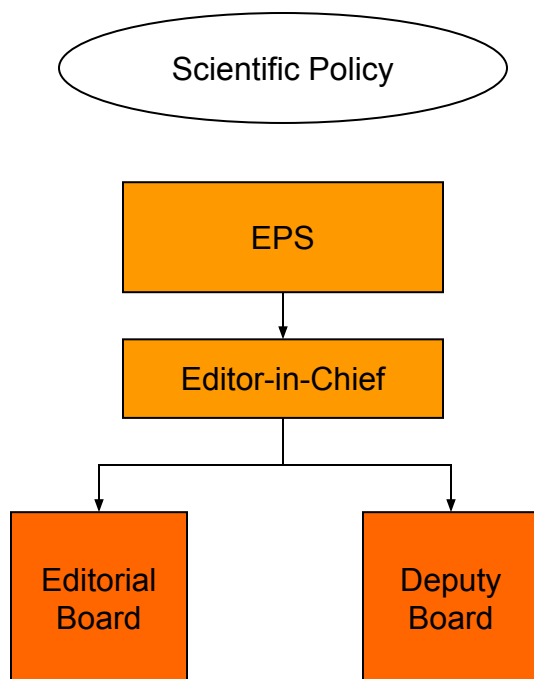 Scientific Policy
EPS
Editor-in-Chief
Editorial
Board
Deputy
Board